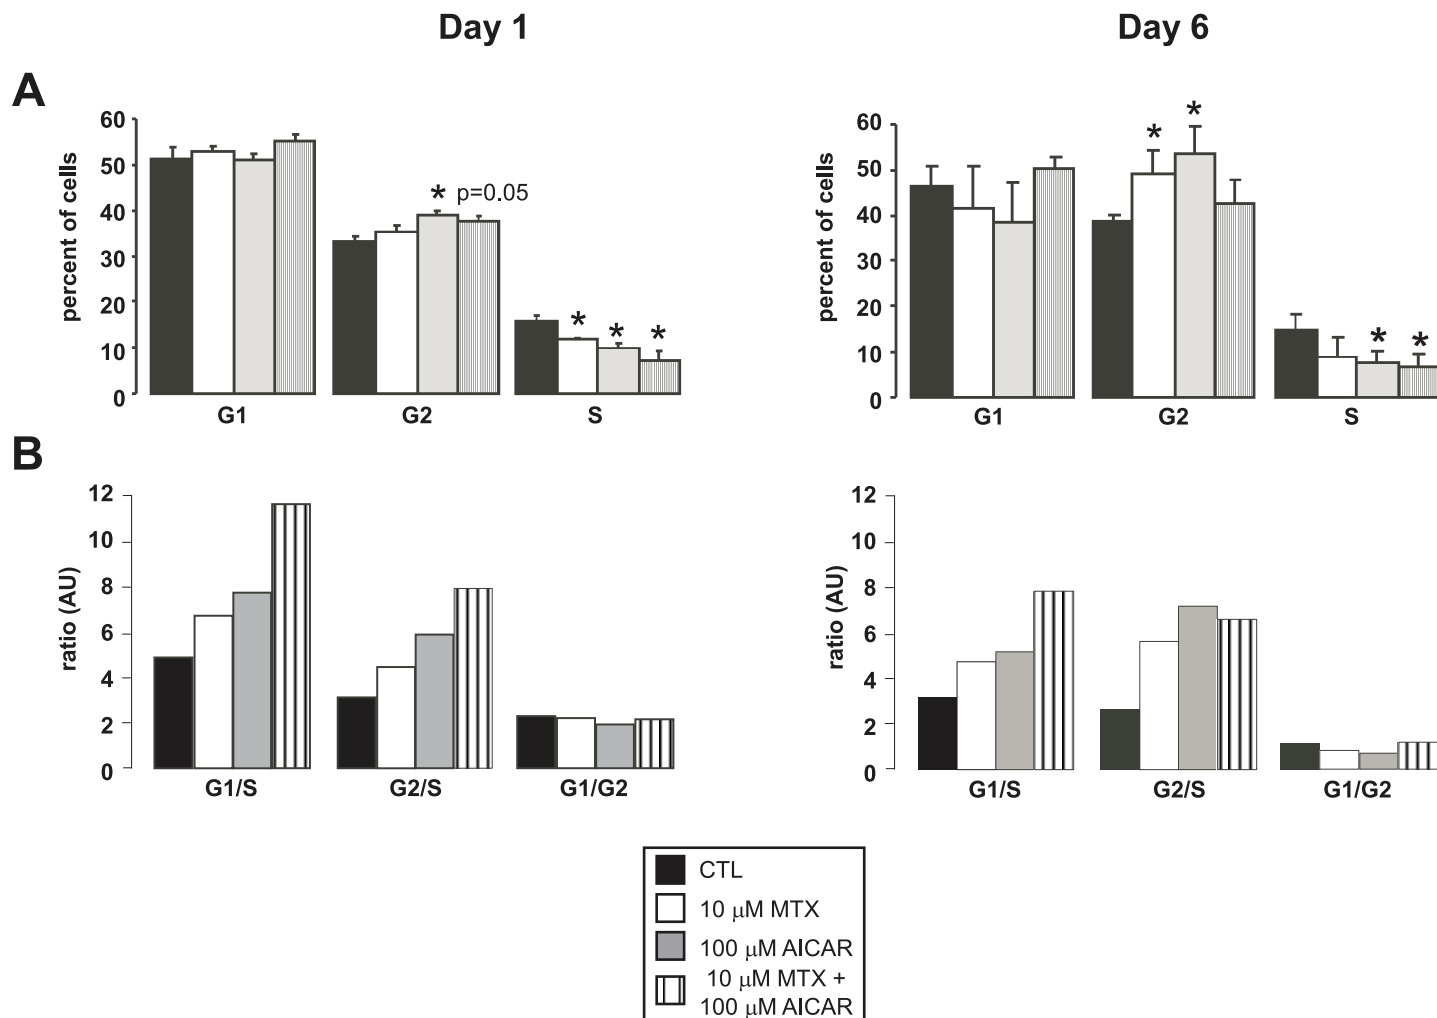 Day 1
Day 6
A
percent of cells
60
50
40
30
20
10
0
* p=0.05
*
*
*
G1
G2
S
percent of cells
60
50
40
30
20
10
0
*
*
*
*
G1
G2
S
B
ratio (AU)
12
10
8
6
4
2
0
G1/S
G2/S
G1/G2
ratio (AU)
12
10
8
6
4
2
0
G1/S
G2/S
G1/G2
CTL
10 μM MTX
100 μM AICAR
10 μM MTX +
100 μM AICAR